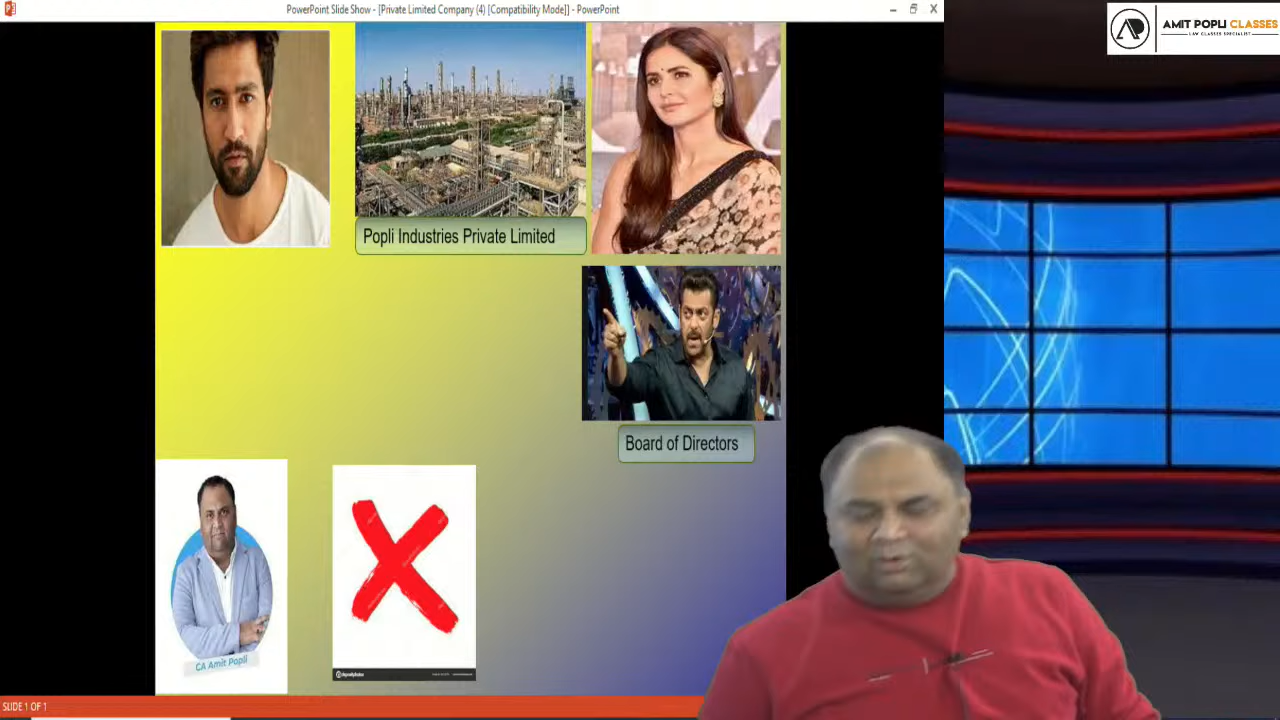 PowerPoint Slide Show - [Private Limited Company (4) [Compatibility Mode]] - PowerPoint
AMIT POPLI CLASSES
LAW CLASSES SPECIALIST
Popli Industries Private Limited
Board of Directors
CA Amit Popli
SLIDE 1 OF 1